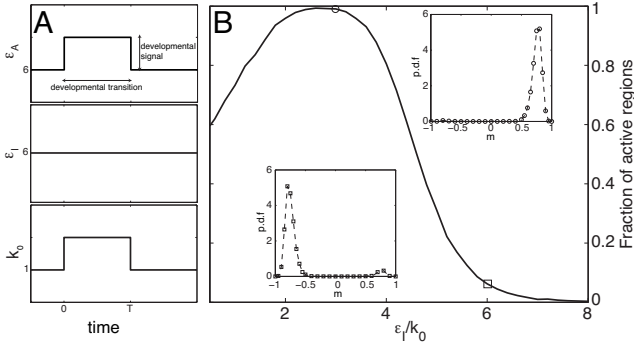 A
ε_A
6
developmental
signal
developmental transition
ε_I
6
k_0
1
0 T
time
B
6
4
2
0
p.d.f
-1 -0.5 0 0.5 1
m
6
4
2
0
p.d.f
-1 -0.5 0 0.5 1
m
1
0.8
0.6
0.4
0.2
0
Fraction of active regions
2 4 6 8
ε_I/k_0